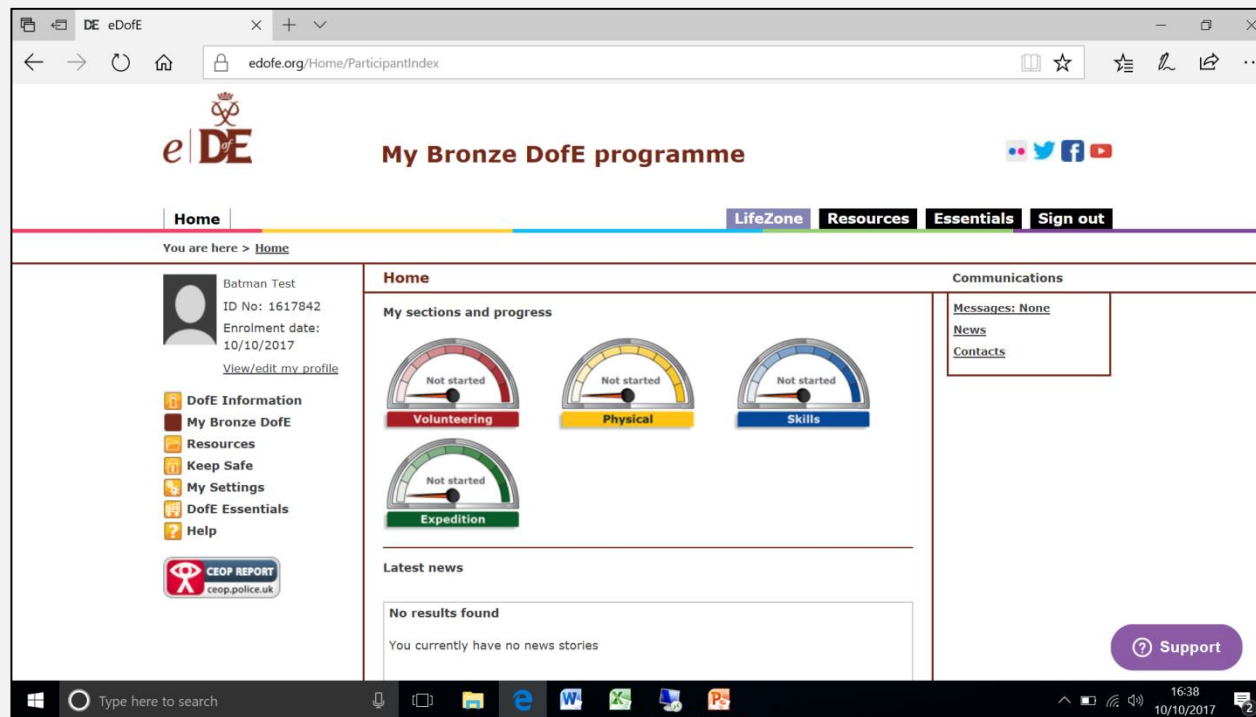 DE eDofE
edofe.org/Home/ParticipantIndex
e DofE
My Bronze DofE programme
Home
LifeZone Resources Essentials Sign out
You are here > Home
Batman Test
ID No: 1617842
Enrolment date:
10/10/2017
View/edit my profile
DofE Information
My Bronze DofE
Resources
Keep Safe
My Settings
DofE Essentials
Help
CEOP REPORT
ceop.police.uk
Home
My sections and progress
Not started
Volunteering
Not started
Physical
Not started
Skills
Not started
Expedition
Latest news
No results found
You currently have no news stories
Communications
Messages: None
News
Contacts
Support
Type here to search
16:38
10/10/2017
2